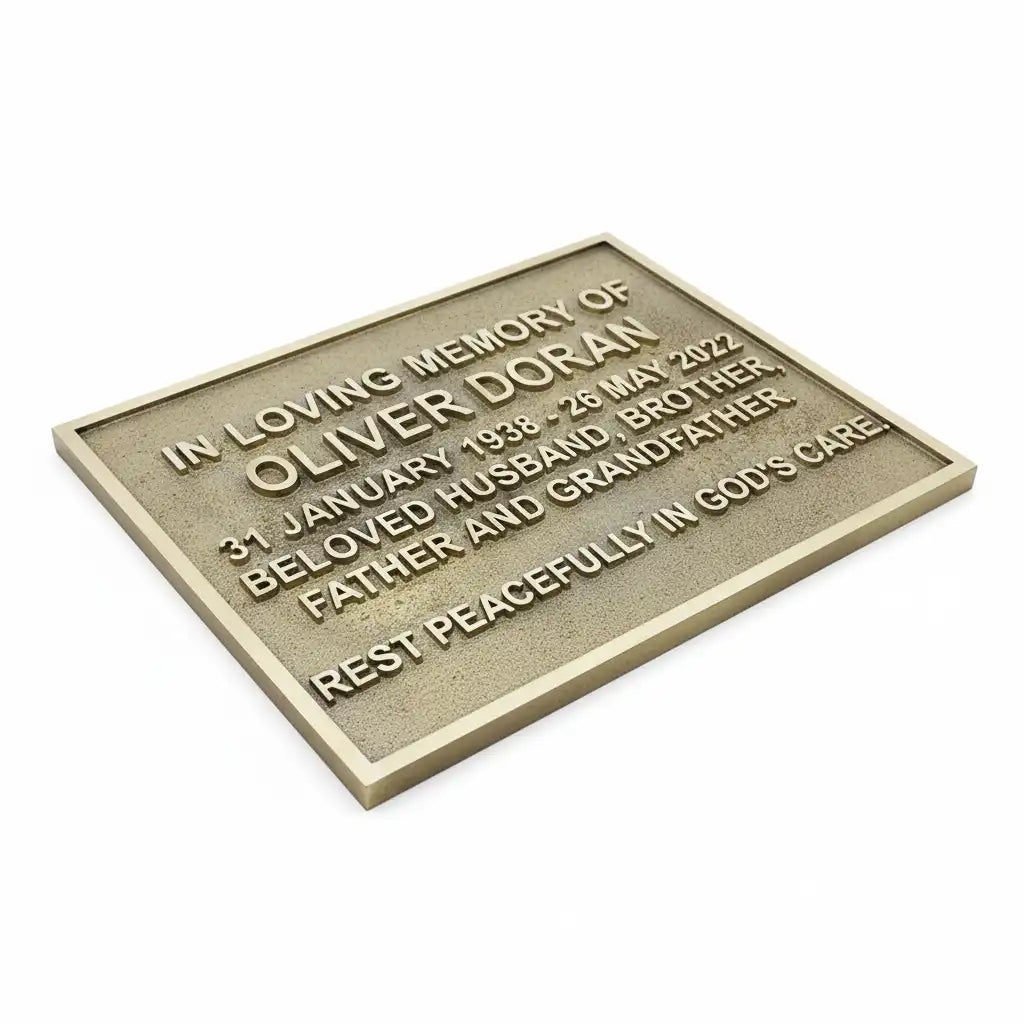 IN LOVING MEMORY OF
OLIVER DORAN
31 JANUARY 1938 - 26 MAY 2022
BELOVED HUSBAND, BROTHER,
FATHER AND GRANDFATHER.
REST PEACEFULLY IN GOD'S CARE.